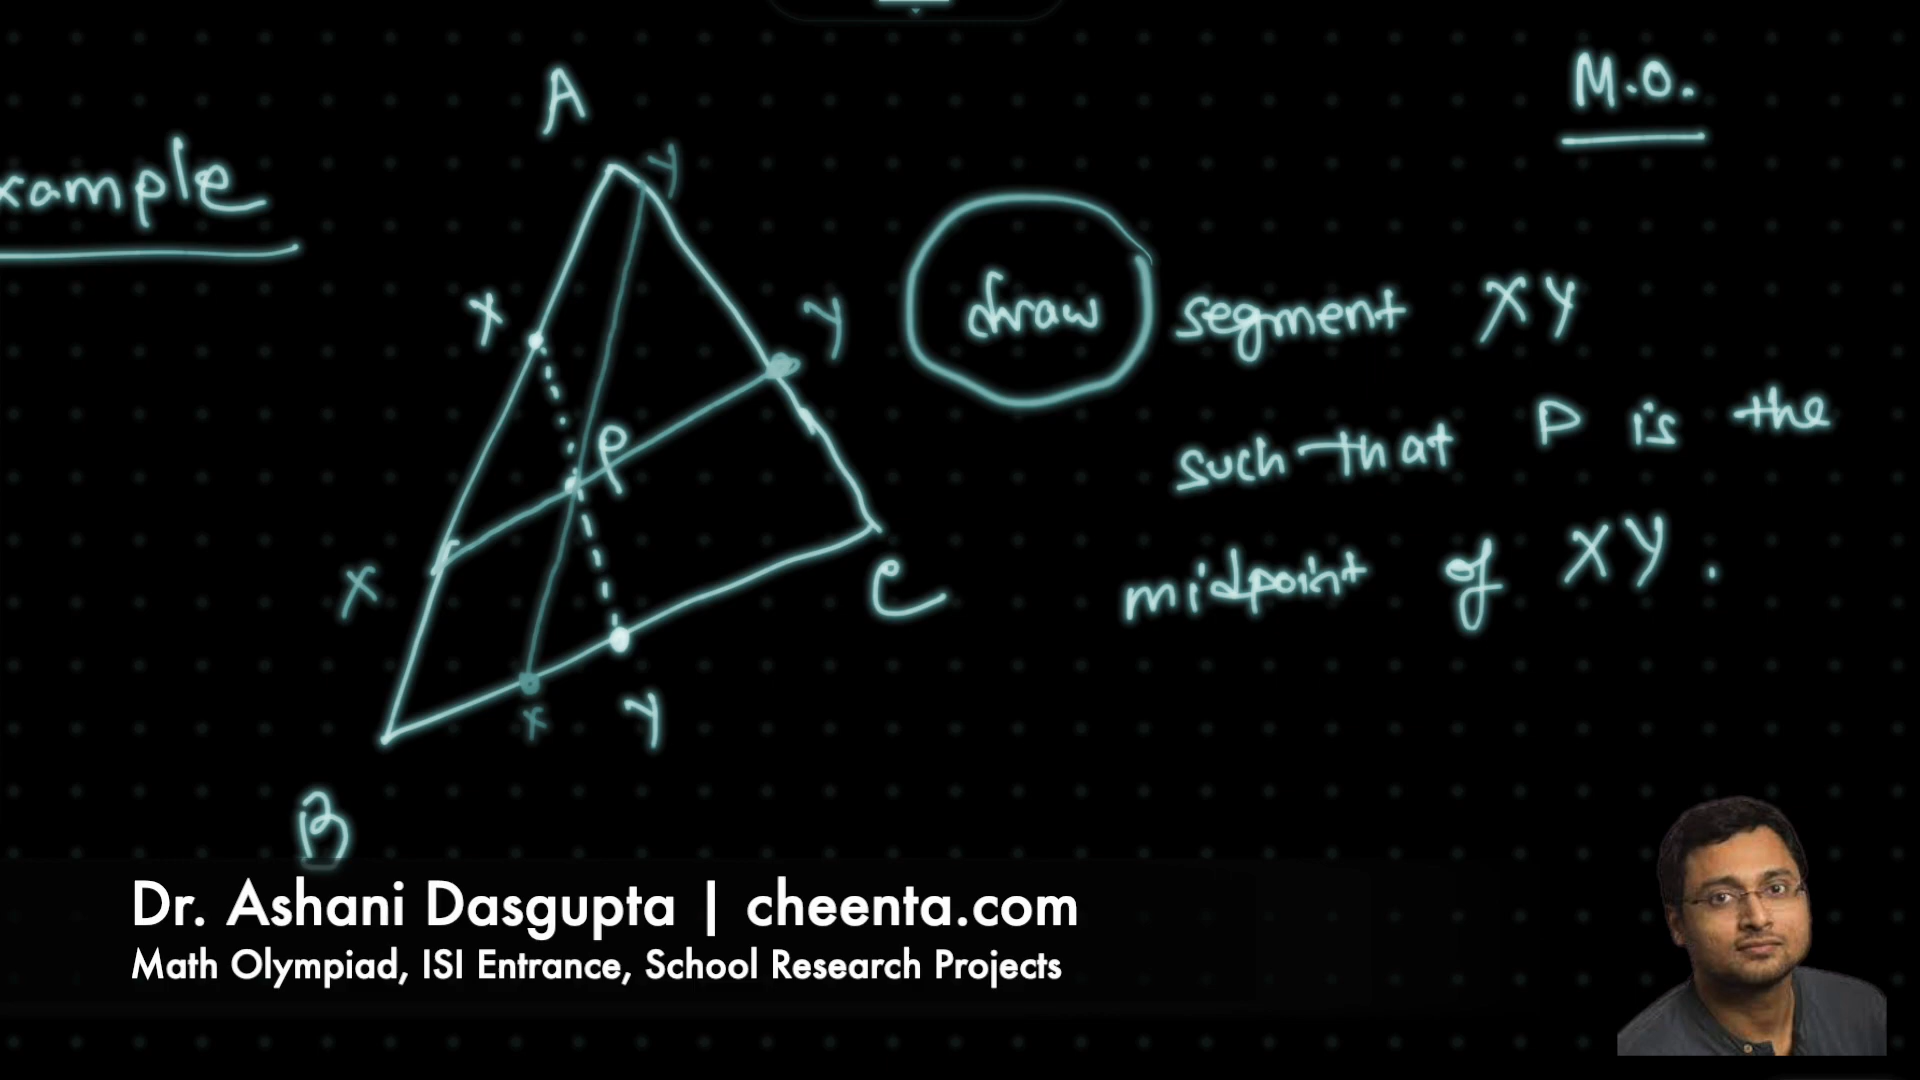 M.O.
A
xample
y
X
y
draw segment XY
P
such that P is the
X
midpoint of XY.
C
x
y
B
Dr. Ashani Dasgupta | cheenta.com
Math Olympiad, ISI Entrance, School Research Projects